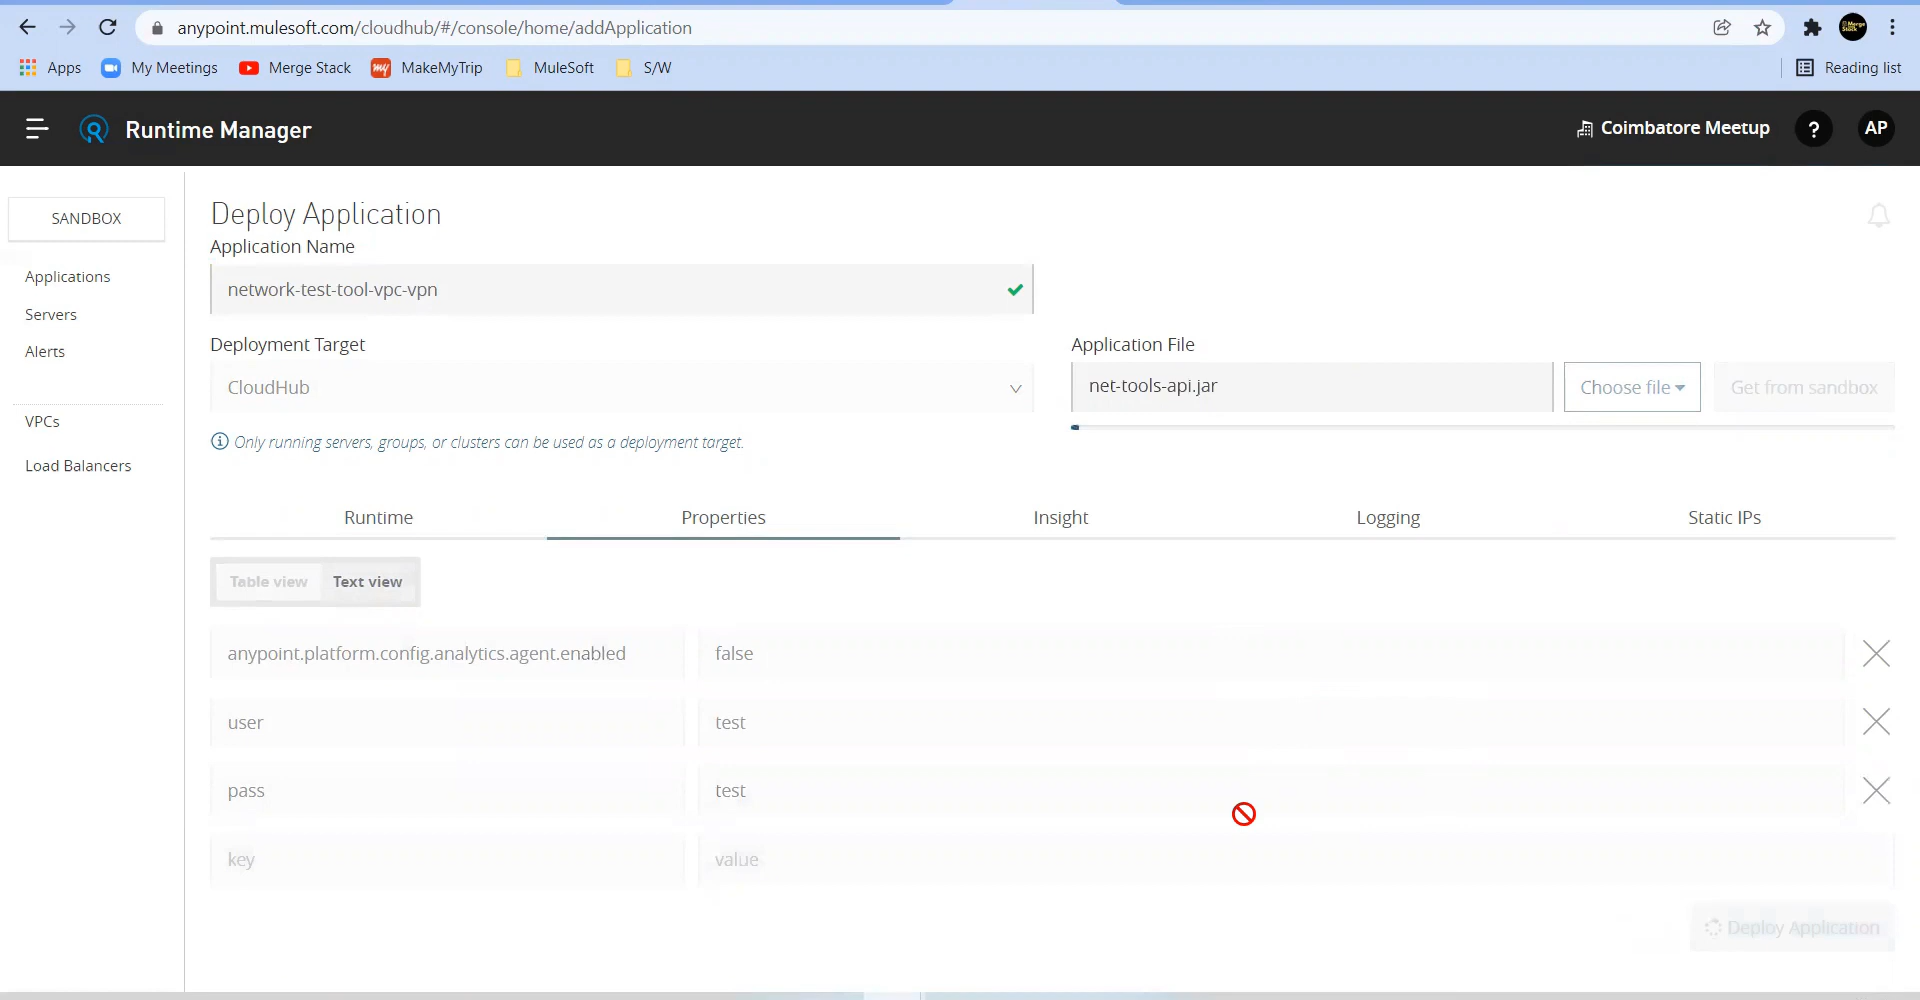 anypoint.mulesoft.com/cloudhub/#/console/home/addApplication
Apps My Meetings Merge Stack MakeMyTrip MuleSoft S/W Reading list
Runtime Manager Coimbatore Meetup ? AP
SANDBOX
Applications
Servers
Alerts
VPCs
Load Balancers
Deploy Application
Application Name
network-test-tool-vpc-vpn
Deployment Target Application File
CloudHub net-tools-api.jar Choose file Get from sandbox
Only running servers, groups, or clusters can be used as a deployment target.
Runtime Properties Insight Logging Static IPs
Table view Text view
anypoint.platform.config.analytics.agent.enabled false
user test
pass test
key value
Deploy Application